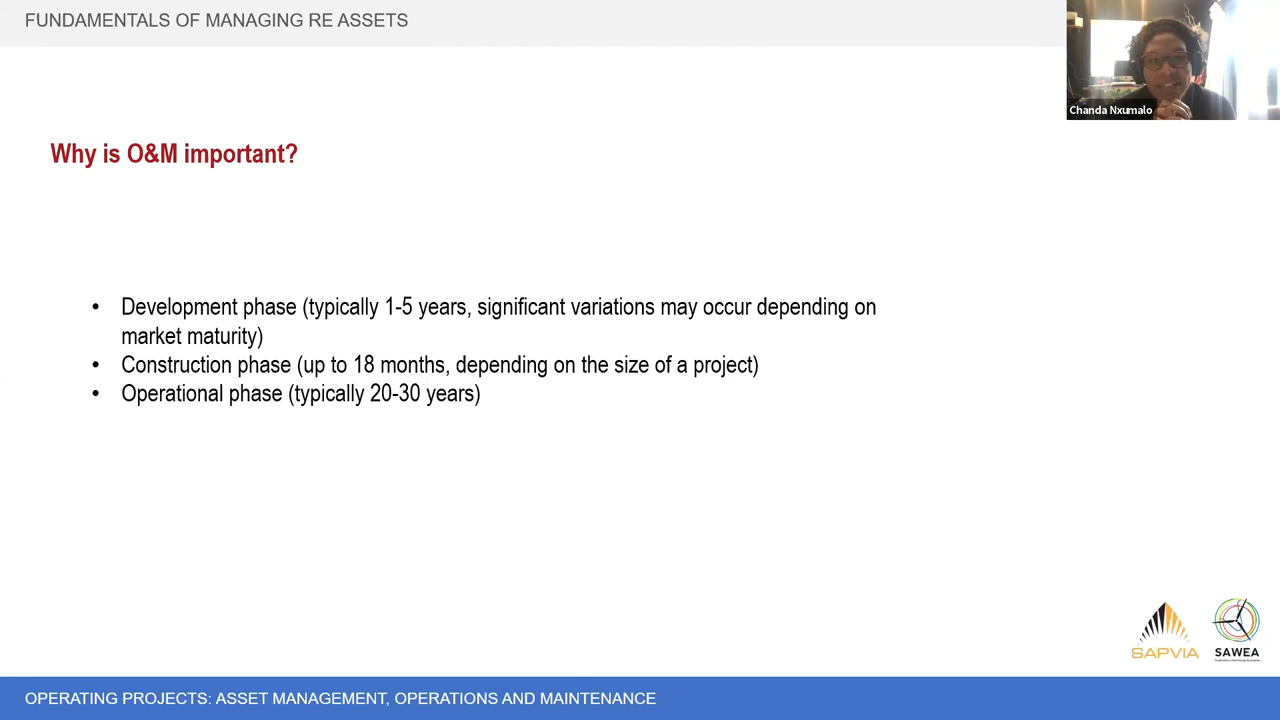 FUNDAMENTALS OF MANAGING RE ASSETS
Chanda Nxumalo
Why is O&M important?
• Development phase (typically 1-5 years, significant variations may occur depending on
market maturity)
• Construction phase (up to 18 months, depending on the size of a project)
• Operational phase (typically 20-30 years)
SAPVIA
SAWEA
OPERATING PROJECTS: ASSET MANAGEMENT, OPERATIONS AND MAINTENANCE